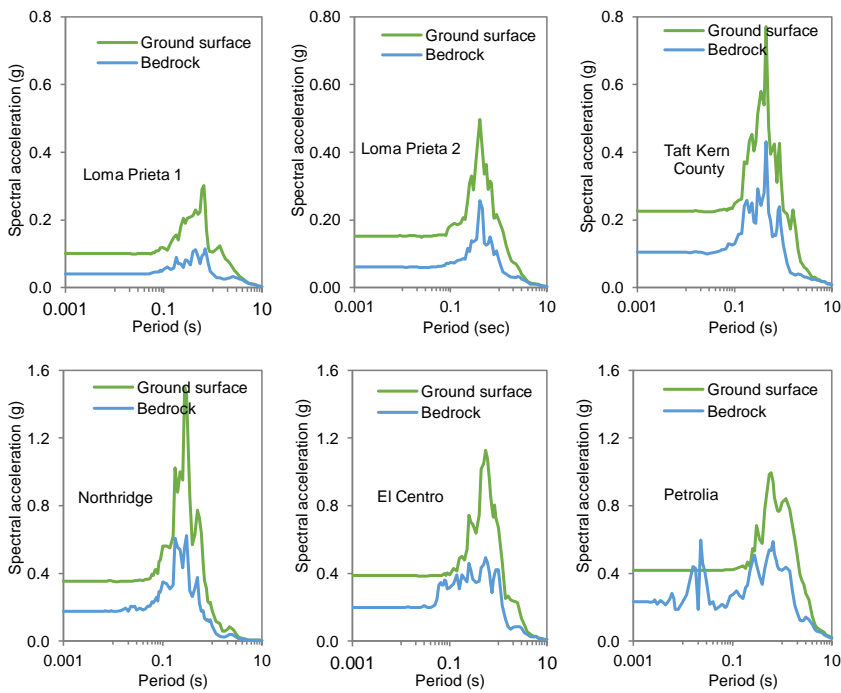 Spectral acceleration (g)
0.8
0.6
0.4
0.2
0.0
Ground surface
Bedrock
Loma Prieta 1
0.001
0.1
10
Period (s)
Spectral acceleration (g)
0.80
0.60
0.40
0.20
0.00
Ground surface
Bedrock
Loma Prieta 2
0.001
0.1
10
Period (sec)
Spectral acceleration (g)
0.8
0.6
0.4
0.2
0.0
Ground surface
Bedrock
Taft Kern
County
0.001
0.1
10
Period (s)
Spectral acceleration (g)
1.6
1.2
0.8
0.4
0.0
Ground surface
Bedrock
Northridge
0.001
0.1
10
Period (s)
Spectral acceleration (g)
1.6
1.2
0.8
0.4
0.0
Ground surface
Bedrock
El Centro
0.001
0.1
10
Period (s)
Spectral acceleration (g)
1.6
1.2
0.8
0.4
0.0
Ground surface
Bedrock
Petrolia
0.001
0.1
10
Period (s)